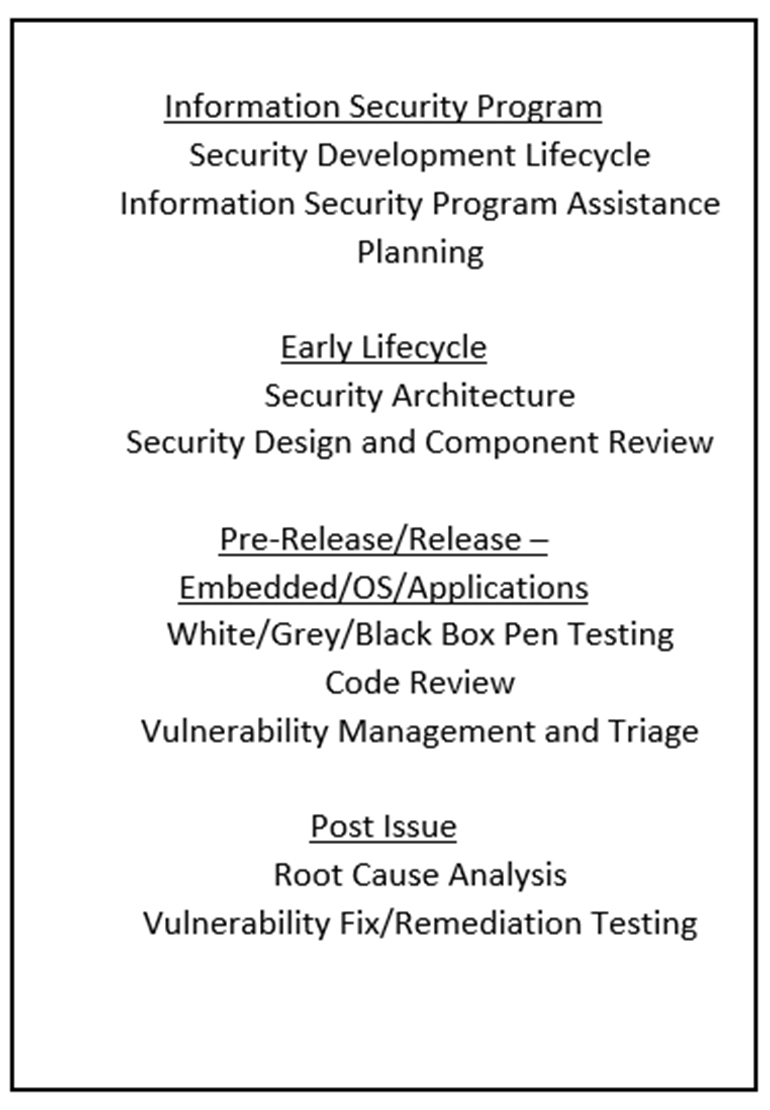 Information Security Program
Security Development Lifecycle
Information Security Program Assistance
Planning
Early Lifecycle
Security Architecture
Security Design and Component Review
Pre-Release/Release –
Embedded/OS/Applications
White/Grey/Black Box Pen Testing
Code Review
Vulnerability Management and Triage
Post Issue
Root Cause Analysis
Vulnerability Fix/Remediation Testing